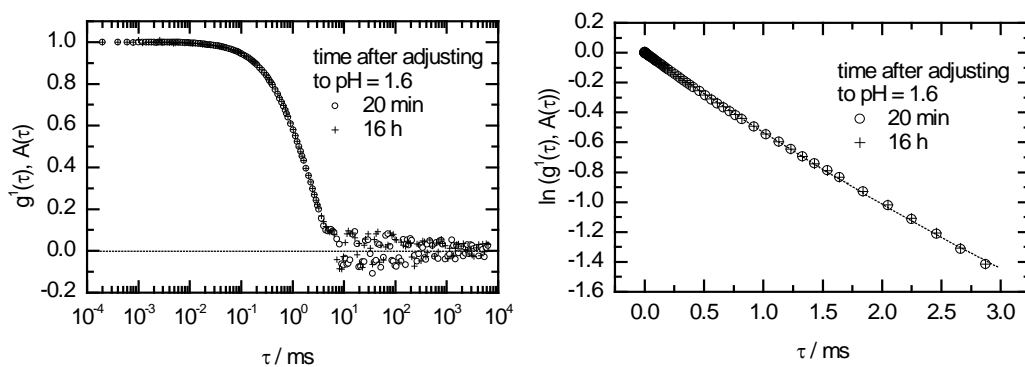 1.0
0.8
0.6
0.4
0.2
0.0
-0.2
g¹(τ), A(τ)
time after adjusting
to pH = 1.6
○ 20 min
+ 16 h
10⁻⁴ 10⁻³ 10⁻² 10⁻¹ 10⁰ 10¹ 10² 10³ 10⁴
τ / ms
0.0
-0.2
-0.4
-0.6
-0.8
-1.0
-1.2
-1.4
-1.6
ln (g¹(τ), A(τ))
time after adjusting
to pH = 1.6
○ 20 min
+ 16 h
0.0 0.5 1.0 1.5 2.0 2.5 3.0
τ / ms